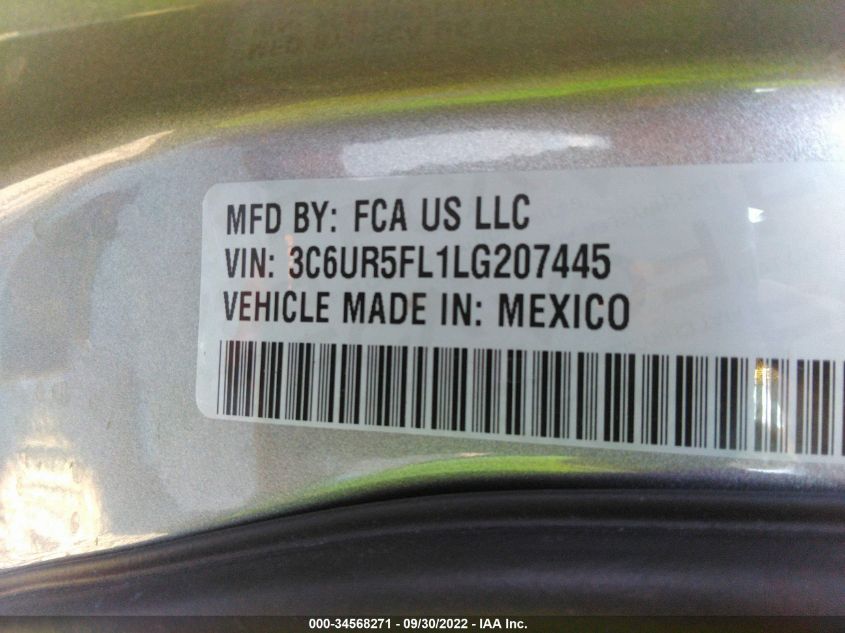 MFD BY: FCA US LLC
VIN: 3C6UR5FL1LG207445
VEHICLE MADE IN: MEXICO
000-34568271 - 09/30/2022 - IAA Inc.